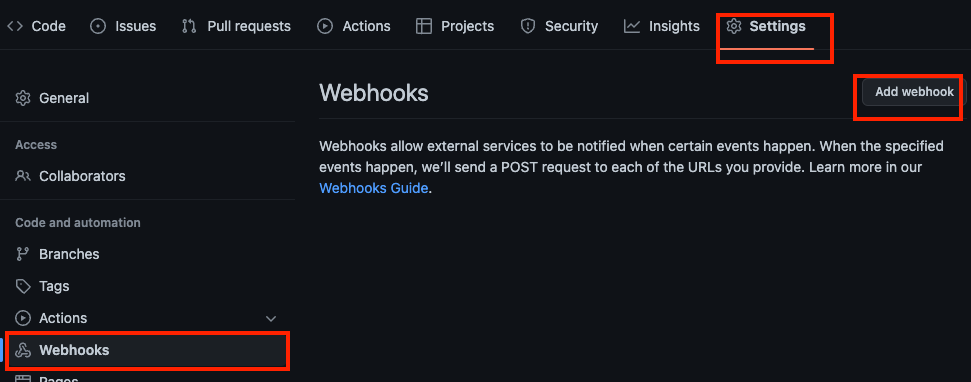 Code Issues Pull requests Actions Projects Security Insights Settings
General
Access
Collaborators
Code and automation
Branches
Tags
Actions
Webhooks
Pages
Webhooks Add webhook
Webhooks allow external services to be notified when certain events happen. When the specified
events happen, we'll send a POST request to each of the URLs you provide. Learn more in our
Webhooks Guide.